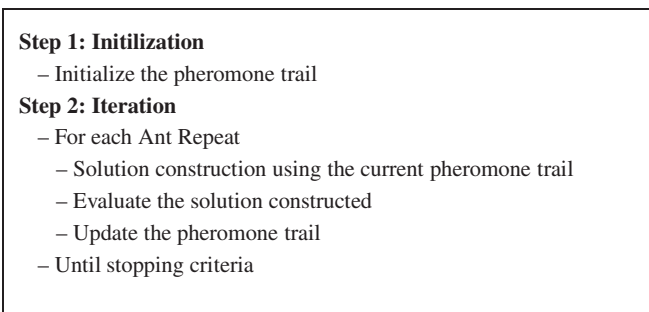 Step 1: Initilization
– Initialize the pheromone trail
Step 2: Iteration
– For each Ant Repeat
– Solution construction using the current pheromone trail
– Evaluate the solution constructed
– Update the pheromone trail
– Until stopping criteria